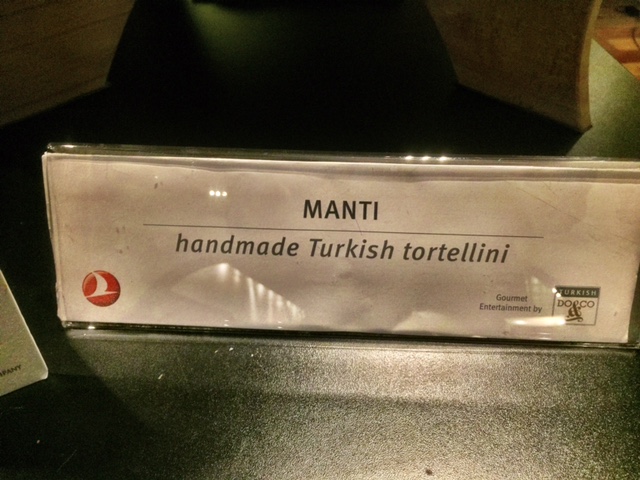 MANTI
handmade Turkish tortellini
Gourmet
Entertainment by
TURKISH
DO&CO